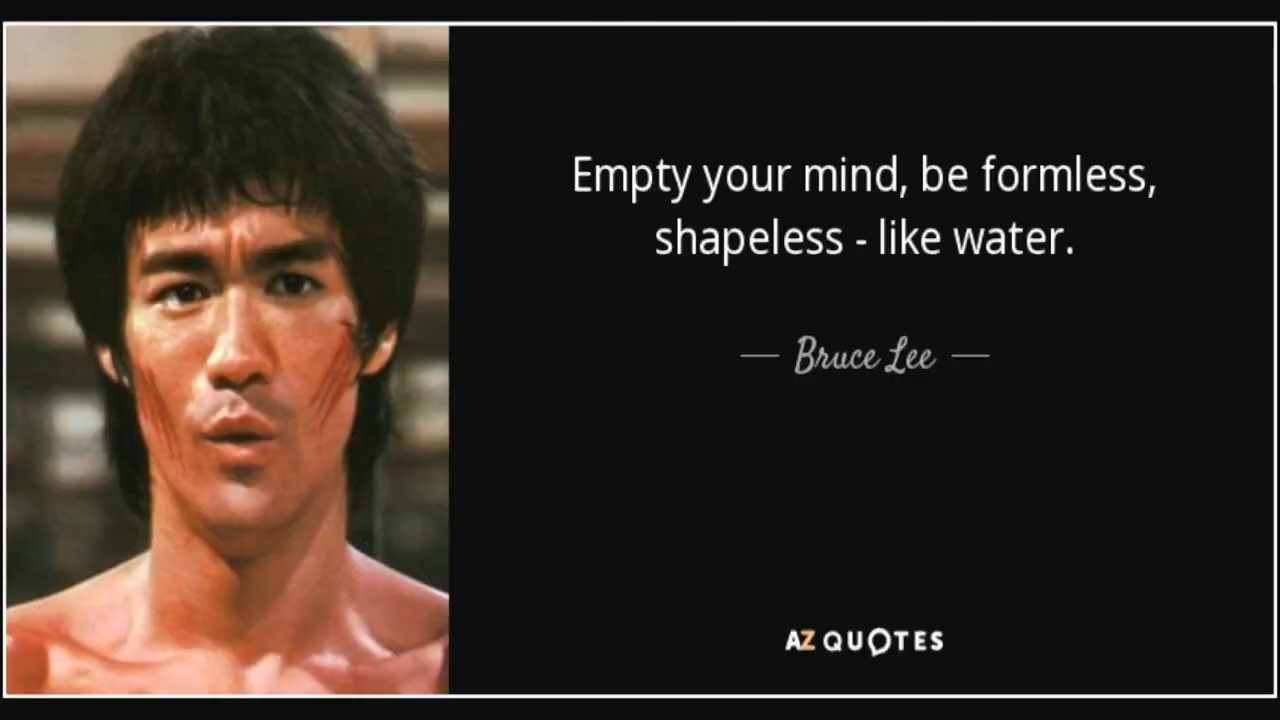 Empty your mind, be formless,
shapeless - like water.
— Bruce Lee —
AZ QUOTES